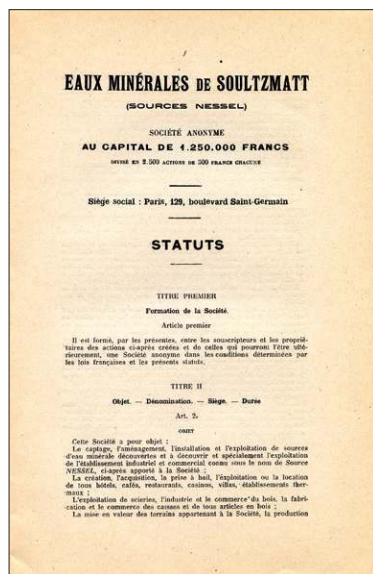 EAUX MINÉRALES DE SOULTZMATT
(SOURCES NESSEL)
SOCIÉTÉ ANONYME
AU CAPITAL DE 1.250.000 FRANCS
DIVISÉ EN 2.500 ACTIONS DE 500 FRANCS CHACUNE
Siège social : Paris, 129, boulevard Saint-Germain
STATUTS
TITRE PREMIER
Formation de la Société.
Article premier
Il est formé, par les présentes, entre les souscripteurs et les proprié-
taires des actions ci-après créées et de celles qui pourront l'être ulté-
rieurement, une Société anonyme dans les conditions déterminées par
les lois françaises et les présents statuts.
TITRE II
Objet. — Dénomination. — Siège. — Durée
Art. 2.
OBJET
Cette Société a pour objet :
Le captage, l'aménagement, l'installation et l'exploitation de sources
d'eau minérale découvertes et à découvrir et spécialement l'exploitation
de l'établissement industriel et commercial connu sous le nom de Source
NESSEL, ci-après apporté à la Société ;
La création, l'acquisition, la prise à bail, l'exploitation ou la location
de tous hôtels, cafés, restaurants, casinos, villas, établissements ther-
maux ;
L'exploitation de scieries, l'industrie et le commerce du bois, la fabri-
cation et le commerce des caisses et de tous articles en bois ;
La mise en valeur des terrains appartenant à la Société, la production